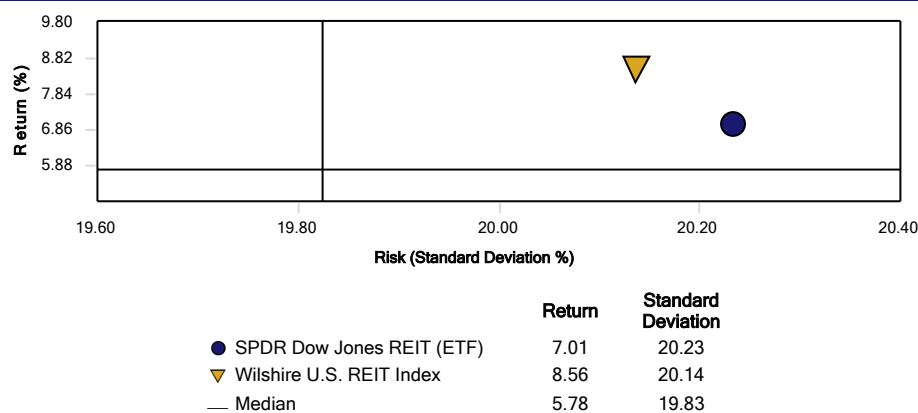 9.80
8.82
7.84
6.86
5.88
Return (%)
19.60 19.80 20.00 20.20 20.40
Risk (Standard Deviation %)
Return Standard Deviation
SPDR Dow Jones REIT (ETF) 7.01 20.23
Wilshire U.S. REIT Index 8.56 20.14
Median 5.78 19.83